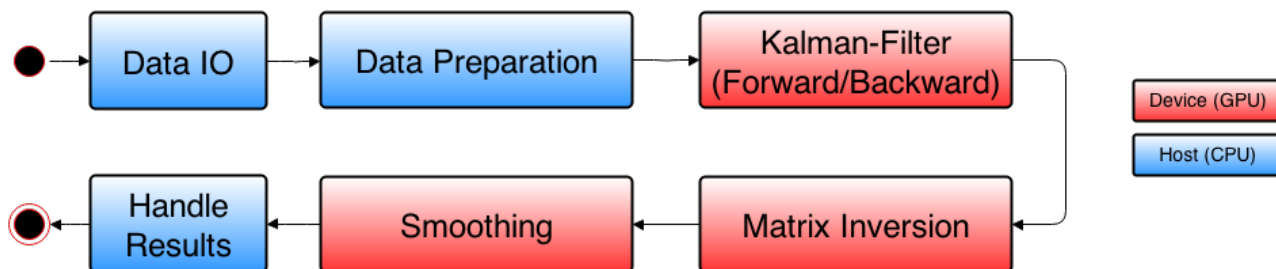 Data IO
Data Preparation
Kalman-Filter
(Forward/Backward)
Device (GPU)
Host (CPU)
Handle
Results
Smoothing
Matrix Inversion